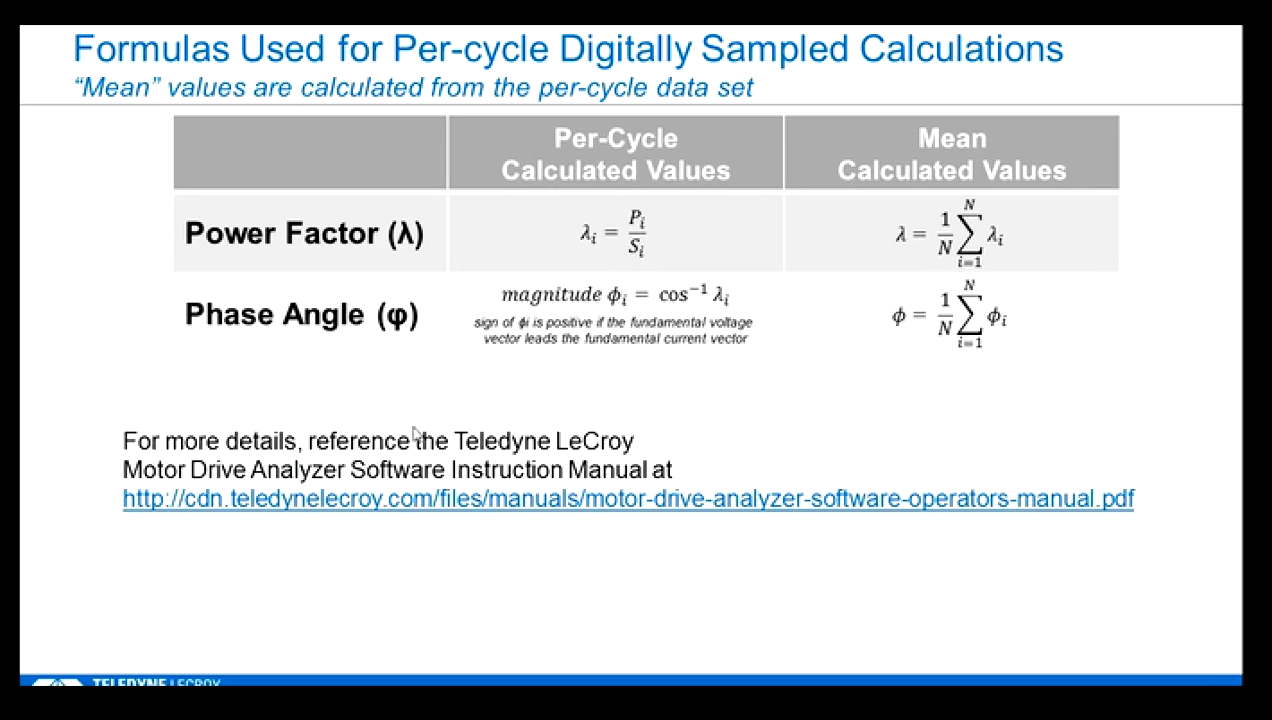 Formulas Used for Per-cycle Digitally Sampled Calculations
“Mean” values are calculated from the per-cycle data set
Per-Cycle
Calculated Values
Mean
Calculated Values
Power Factor (λ)
λᵢ = Pᵢ / Sᵢ
λ = 1/N ∑_{i=1}^{N} λᵢ
Phase Angle (φ)
magnitude ϕᵢ = cos⁻¹ λᵢ
sign of ϕi is positive if the fundamental voltage
vector leads the fundamental current vector
ϕ = 1/N ∑_{i=1}^{N} ϕᵢ
For more details, reference the Teledyne LeCroy
Motor Drive Analyzer Software Instruction Manual at
http://cdn.teledynelecroy.com/files/manuals/motor-drive-analyzer-software-operators-manual.pdf
TELEDYNE LECROY